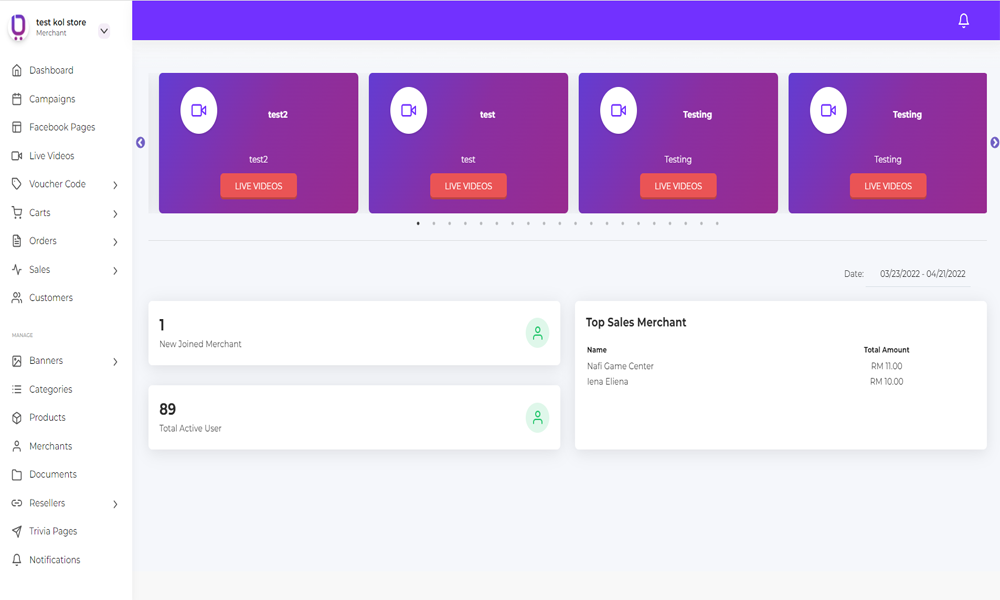 test kol store
Merchant
Dashboard
Campaigns
Facebook Pages
Live Videos
Voucher Code
Carts
Orders
Sales
Customers
MANAGE
Banners
Categories
Products
Merchants
Documents
Resellers
Trivia Pages
Notifications
test2
test2
LIVE VIDEOS
test
test
LIVE VIDEOS
Testing
Testing
LIVE VIDEOS
Testing
Testing
LIVE VIDEOS
Date: 03/23/2022 - 04/21/2022
1
New Joined Merchant
89
Total Active User
Top Sales Merchant
Name Total Amount
Nafi Game Center RM 11.00
Iena Eliena RM 10.00